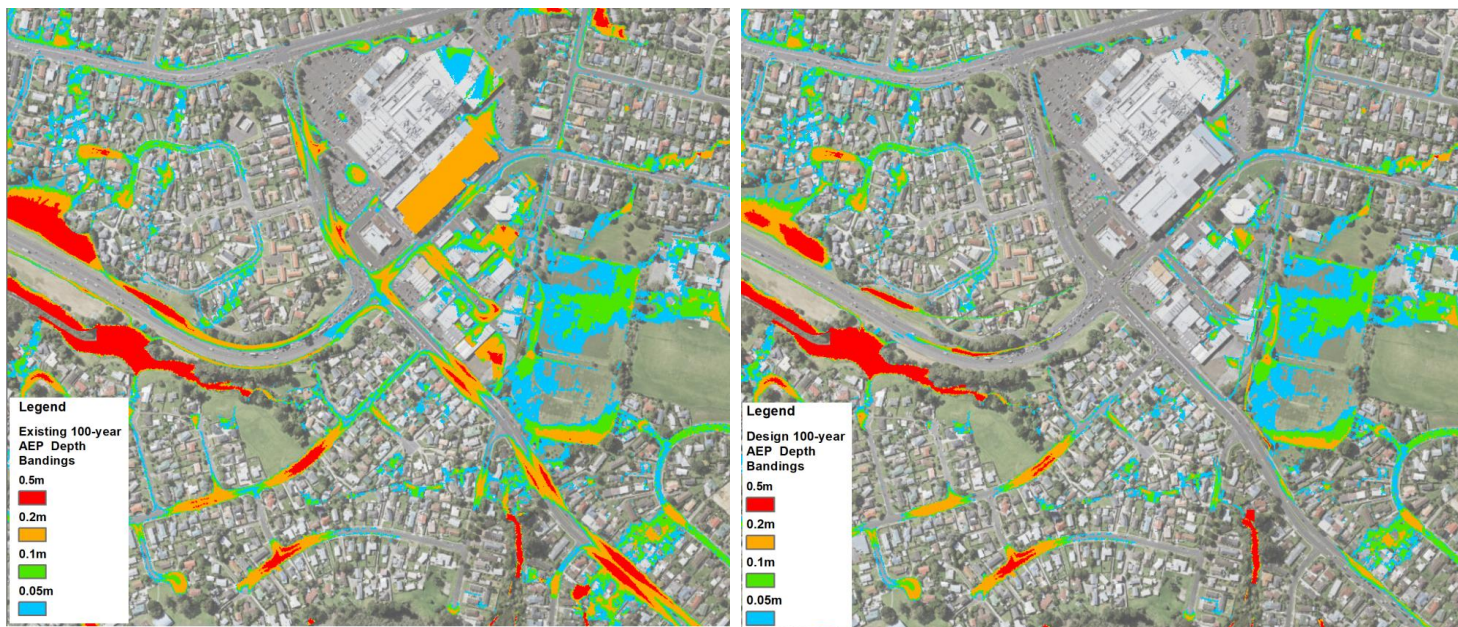 Legend
Existing 100-year
AEP Depth
Bandings
0.5m
0.2m
0.1m
0.05m
Legend
Design 100-year
AEP Depth
Bandings
0.5m
0.2m
0.1m
0.05m